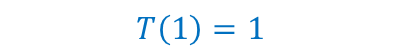 T(1) = 1